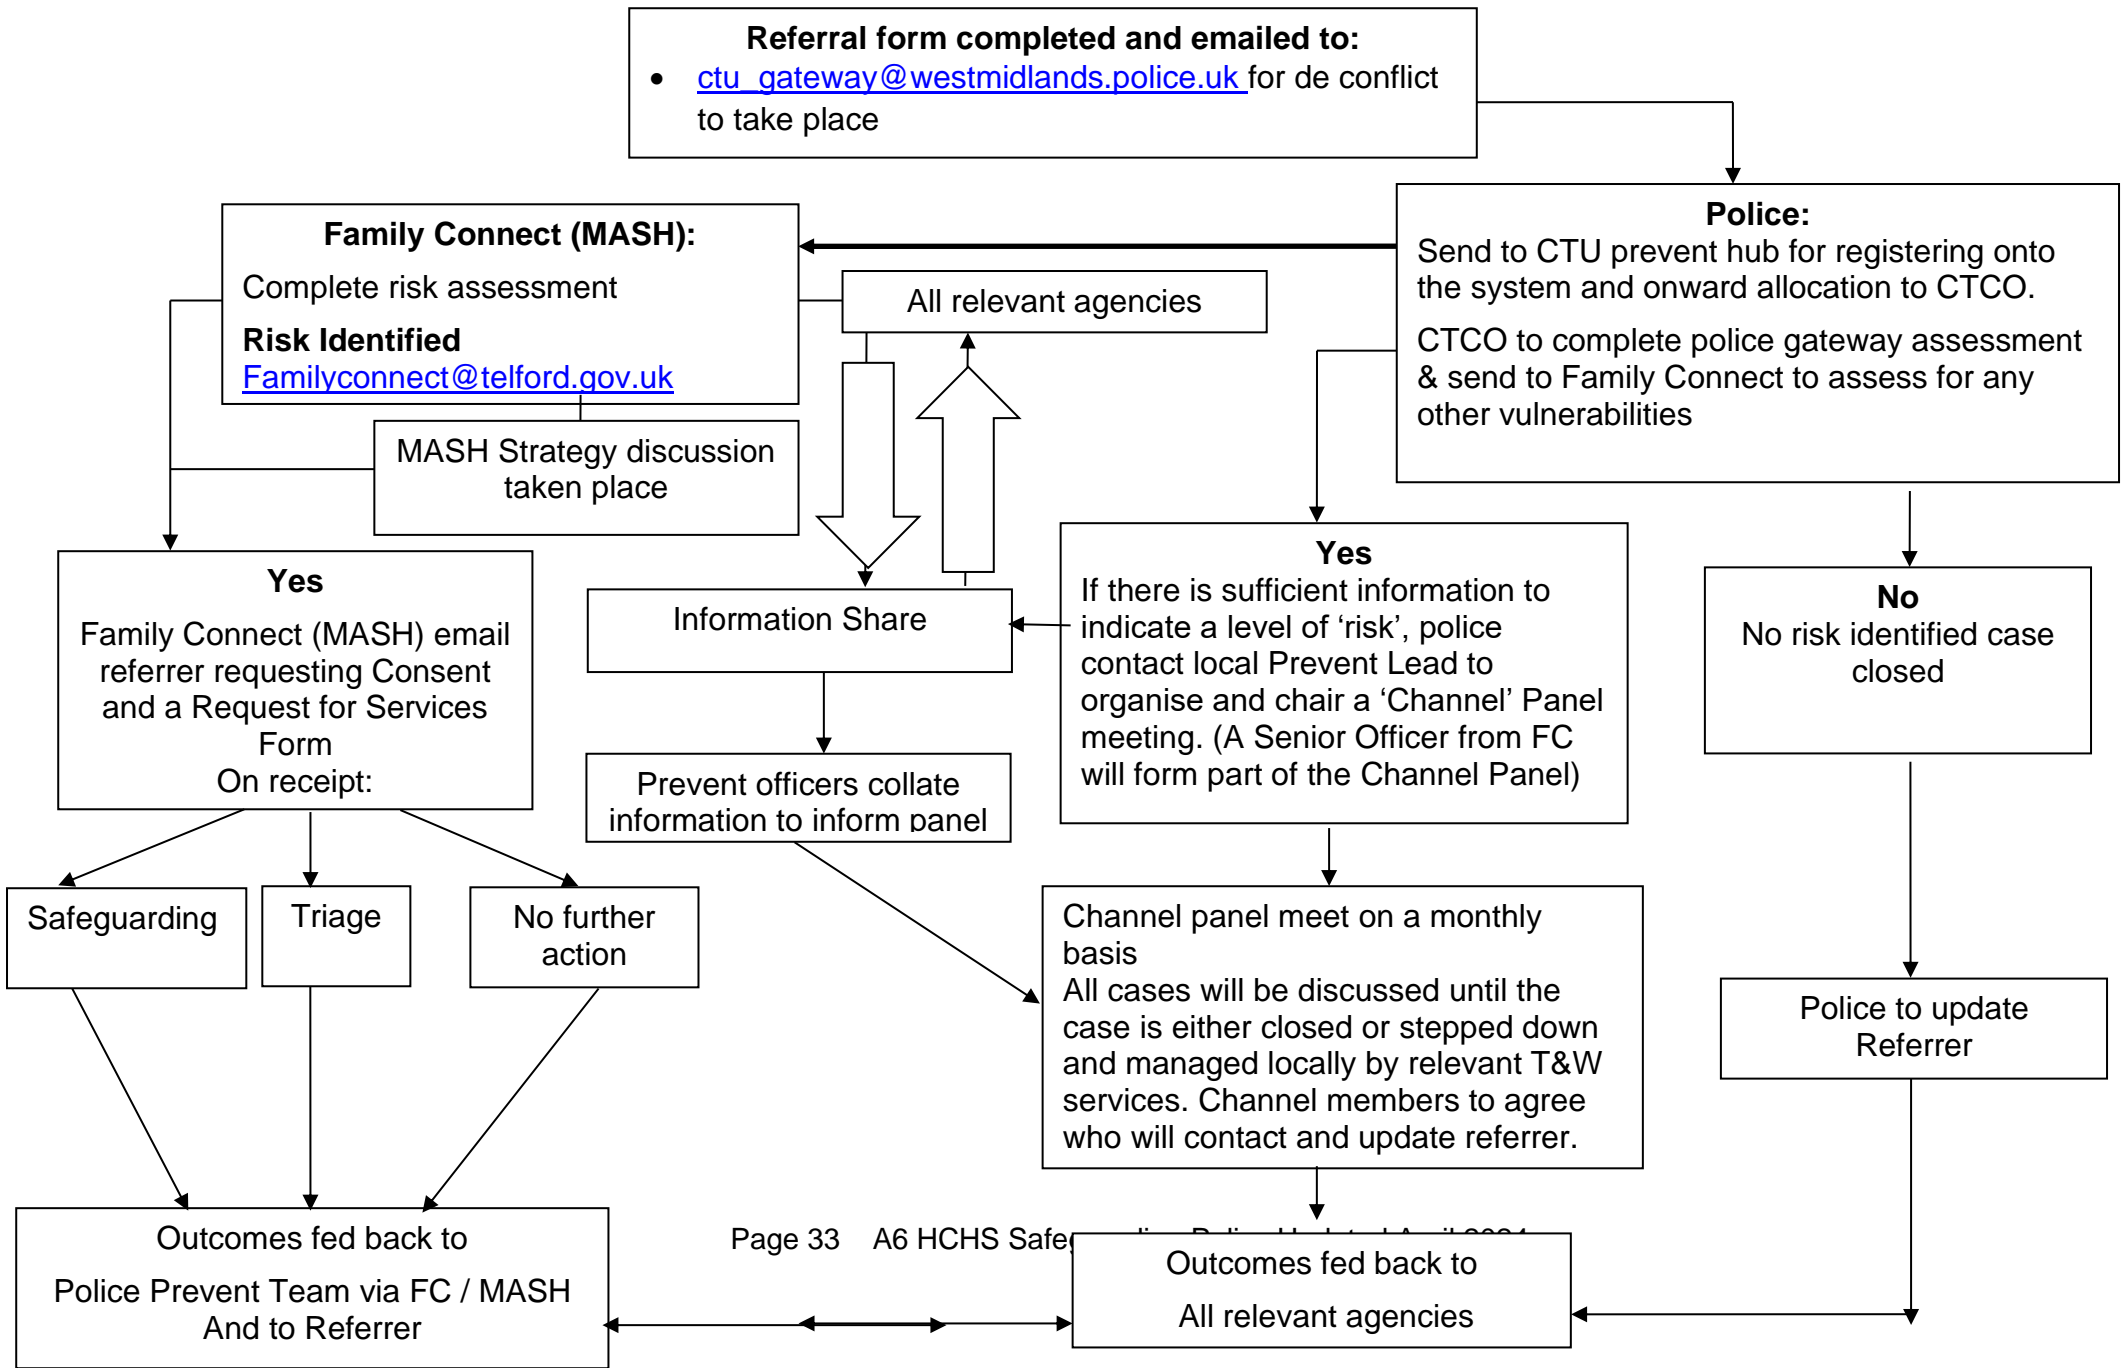 Referral form completed and emailed to:
• ctu_gateway@westmidlands.police.uk for de conflict
to take place
Police:
Send to CTU prevent hub for registering onto
the system and onward allocation to CTCO.
CTCO to complete police gateway assessment
& send to Family Connect to assess for any
other vulnerabilities
Family Connect (MASH):
Complete risk assessment
Risk Identified
Familyconnect@telford.gov.uk
All relevant agencies
MASH Strategy discussion
taken place
Yes
Family Connect (MASH) email
referrer requesting Consent
and a Request for Services
Form
On receipt:
Information Share
Yes
If there is sufficient information to
indicate a level of ‘risk’, police
contact local Prevent Lead to
organise and chair a ‘Channel’ Panel
meeting. (A Senior Officer from FC
will form part of the Channel Panel)
No
No risk identified case
closed
Prevent officers collate
information to inform panel
Safeguarding
Triage
No further
action
Channel panel meet on a monthly
basis
All cases will be discussed until the
case is either closed or stepped down
and managed locally by relevant T&W
services. Channel members to agree
who will contact and update referrer.
Police to update
Referrer
Outcomes fed back to
Police Prevent Team via FC / MASH
And to Referrer
Page 33 A6 HCHS
Outcomes fed back to
All relevant agencies